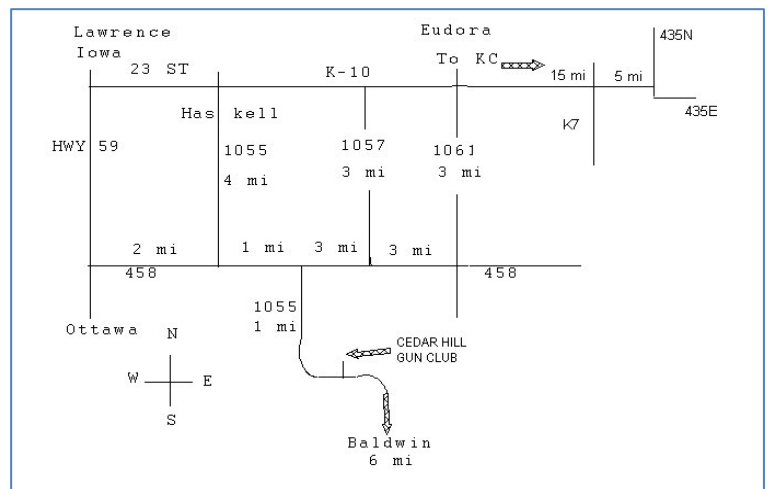 Lawrence
Iowa
Eudora
435N
23 ST
K-10
To KC
15 mi
5 mi
435E
Has kell
K7
HWY 59
1055
4 mi
1057
3 mi
1061
3 mi
2 mi
1 mi
3 mi
3 mi
458
458
1055
1 mi
Ottawa
N
W
E
S
CEDAR HILL
GUN CLUB
Baldwin
6 mi